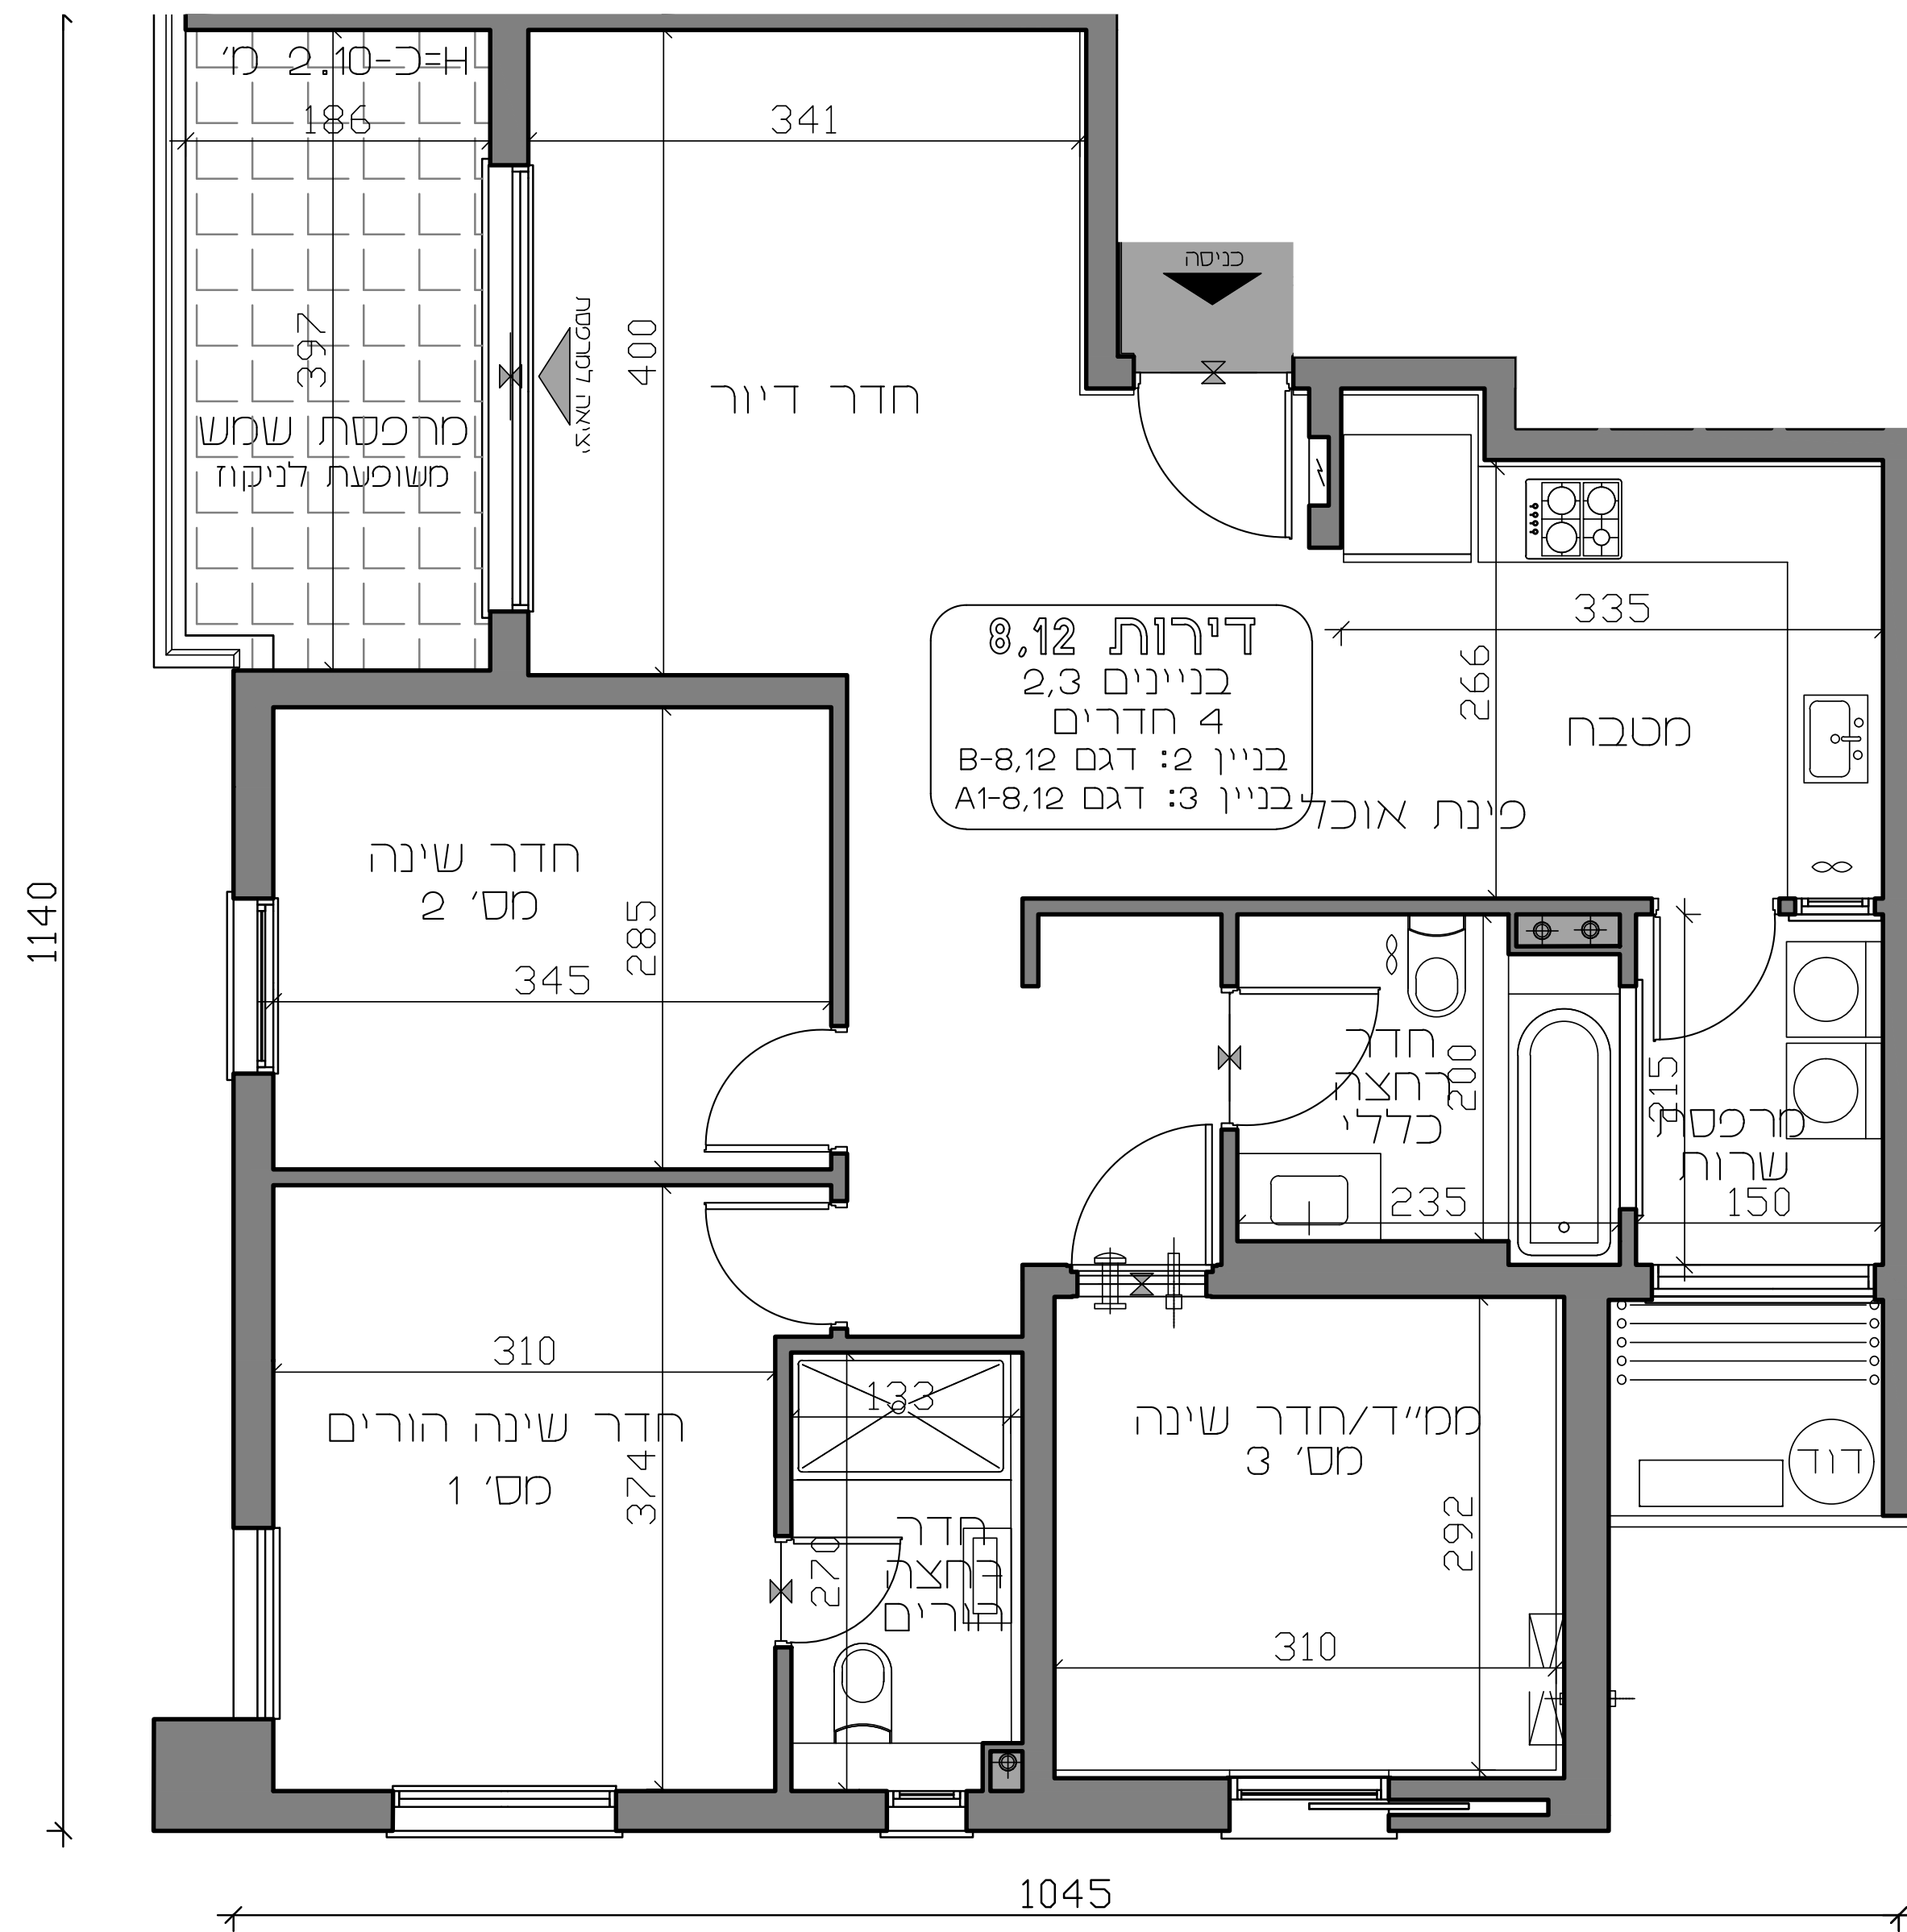 H=כ-2.10 מ'
186
341
כניסה
397
400
יציאה למרפסת
חדר דיור
מרפסת שמש
משופעת לניקוז
335
266
דירות 8,12
בניינים 2,3
4 חדרים
בניין 2: דגם B-8,12
בניין 3: דגם A1-8,12
מטבח
פינת אוכל
חדר שינה
מס' 2
285
345
1140
חדר
רחצה
כללי
200
235
215
מרפסת
שרות
150
310
חדר שינה הורים
מס' 1
374
133
חדר
רחצה
הורים
270
ממ"ד/חדר שינה
מס' 3
292
310
דוד
1045